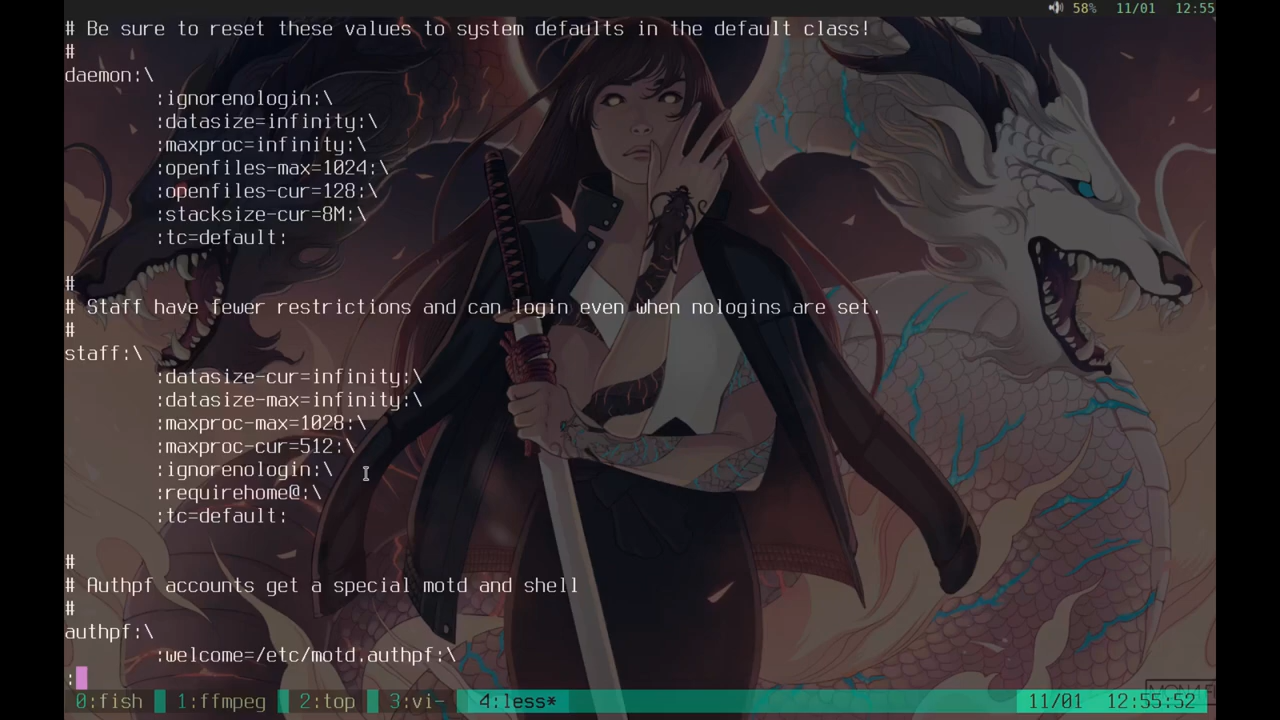 58% 11/01 12:55
# Be sure to reset these values to system defaults in the default class!
#
daemon:\
:ignorenologin:\
:datasize=infinity:\
:maxproc=infinity:\
:openfiles-max=1024:\
:openfiles-cur=128:\
:stacksize-cur=8M:\
:tc=default:
#
# Staff have fewer restrictions and can login even when nologins are set.
#
staff:\
:datasize-cur=infinity:\
:datasize-max=infinity:\
:maxproc-max=1028:\
:maxproc-cur=512:\
:ignorenologin:\
:requirehome@:\
:tc=default:
#
# Authpf accounts get a special motd and shell
#
authpf:\
:welcome=/etc/motd.authpf:\
:
0:fish 1:ffmpeg 2:top 3:vi- 4:less* 11/01 12:55:52